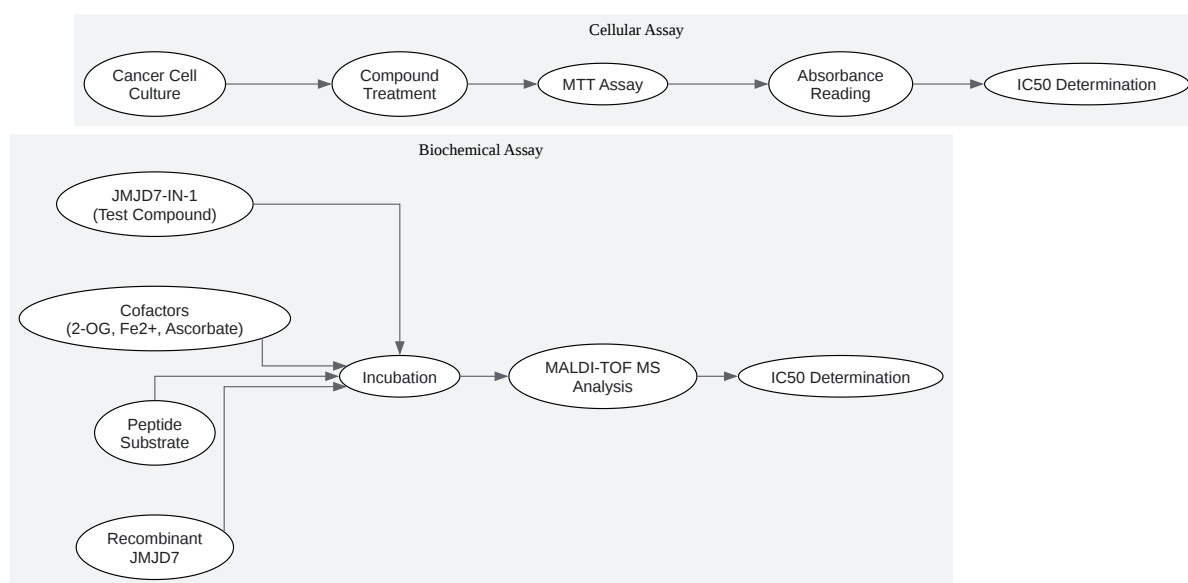 Cellular Assay
Cancer Cell
Culture
Compound
Treatment
MTT Assay
Absorbance
Reading
IC50 Determination
Biochemical Assay
JMJD7-IN-1
(Test Compound)
Cofactors
(2-OG, Fe2+, Ascorbate)
Incubation
MALDI-TOF MS
Analysis
IC50 Determination
Peptide
Substrate
Recombinant
JMJD7